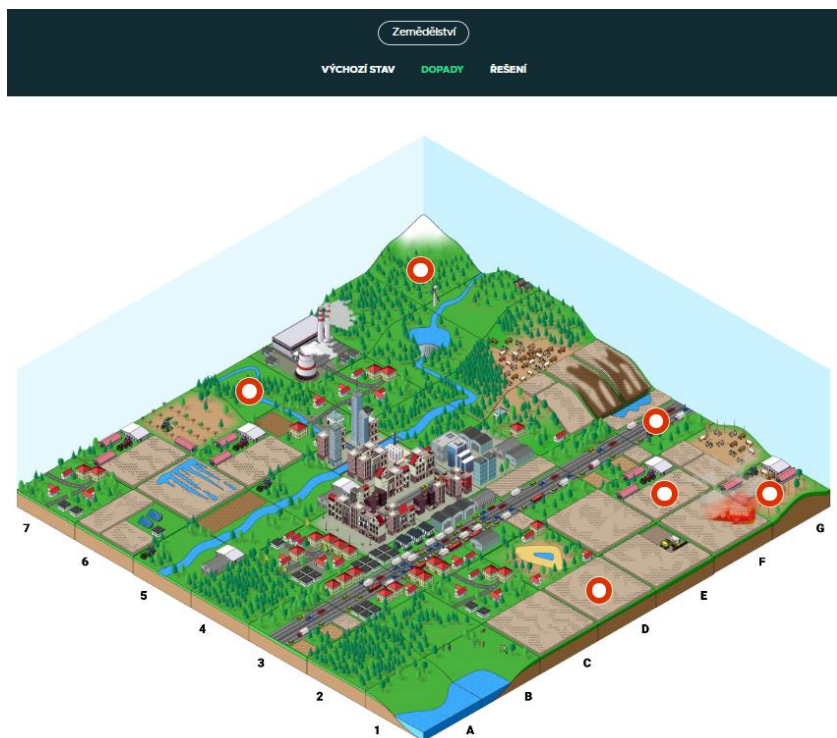 Zemědělství
VÝCHOZÍ STAV DOPADY ŘEŠENÍ
7 G
6 F
5 E
4 D
3 C
2 B
1 A